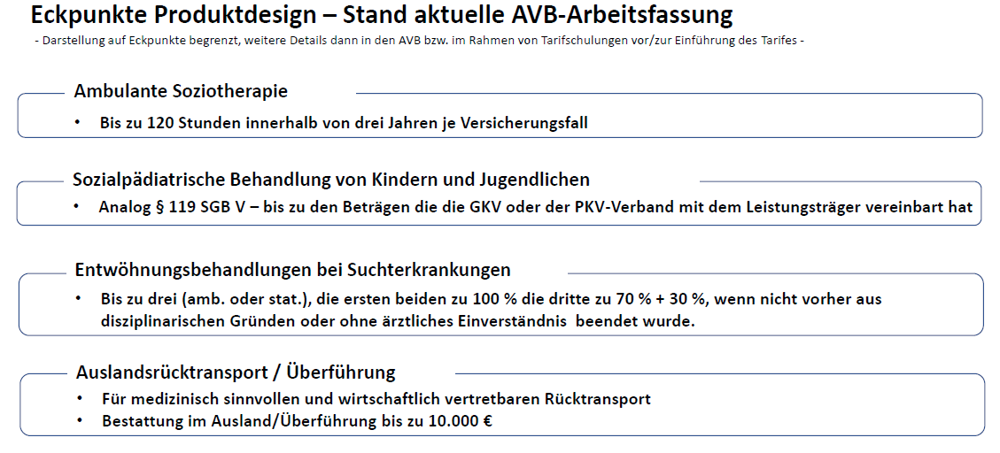 Eckpunkte Produktdesign – Stand aktuelle AVB-Arbeitsfassung
- Darstellung auf Eckpunkte begrenzt, weitere Details dann in den AVB bzw. im Rahmen von Tarifschulungen vor/zur Einführung des Tarifes -
Ambulante Soziotherapie
• Bis zu 120 Stunden innerhalb von drei Jahren je Versicherungsfall
Sozialpädiatrische Behandlung von Kindern und Jugendlichen
• Analog § 119 SGB V – bis zu den Beträgen die die GKV oder der PKV-Verband mit dem Leistungsträger vereinbart hat
Entwöhnungsbehandlungen bei Suchterkrankungen
• Bis zu drei (amb. oder stat.), die ersten beiden zu 100 % die dritte zu 70 % + 30 %, wenn nicht vorher aus
disziplinarischen Gründen oder ohne ärztliches Einverständnis beendet wurde.
Auslandsrücktransport / Überführung
• Für medizinisch sinnvollen und wirtschaftlich vertretbaren Rücktransport
• Bestattung im Ausland/Überführung bis zu 10.000 €